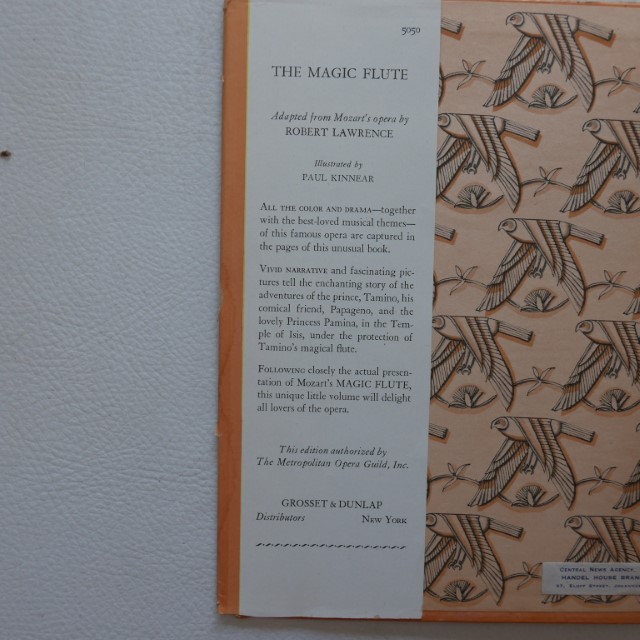 5050
THE MAGIC FLUTE
Adapted from Mozart's opera by
ROBERT LAWRENCE
Illustrated by
PAUL KINNEAR
ALL THE COLOR AND DRAMA—together
with the best-loved musical themes—
of this famous opera are captured in
the pages of this unusual book.
VIVID NARRATIVE and fascinating pic-
tures tell the enchanting story of the
adventures of the prince, Tamino, his
comical friend, Papageno, and the
lovely Princess Pamina, in the Tem-
ple of Isis, under the protection of
Tamino's magical flute.
FOLLOWING closely the actual presen-
tation of Mozart's MAGIC FLUTE,
this unique little volume will delight
all lovers of the opera.
This edition authorized by
The Metropolitan Opera Guild, Inc.
GROSSET & DUNLAP
Distributors NEW YORK
CENTRAL NEWS AGENCY
HANDEL HOUSE BRAN
STREET,